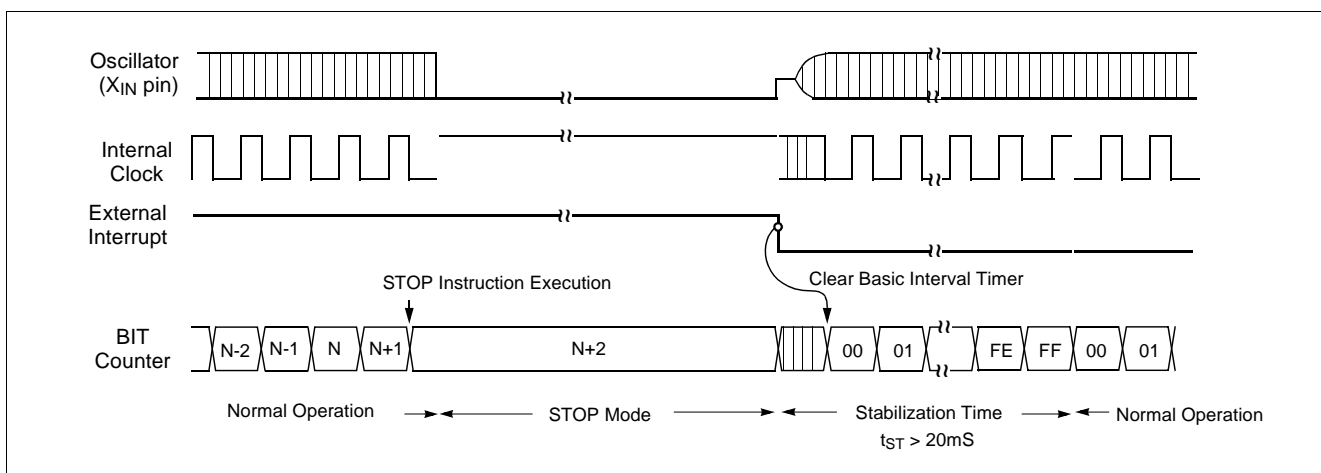 Oscillator
(XIN pin)
Internal
Clock
External
Interrupt
STOP Instruction Execution
Clear Basic Interval Timer
BIT
Counter
N-2 N-1 N N+1 N+2 00 01 FE FF 00 01
Normal Operation STOP Mode Stabilization Time Normal Operation
tST > 20mS